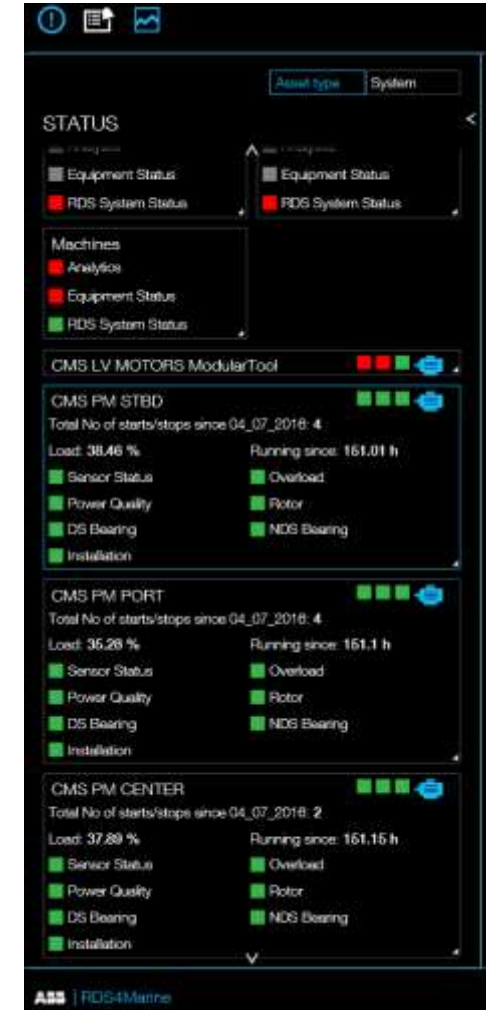 Asset type System
STATUS
Equipment Status Equipment Status
RDS System Status RDS System Status
Machines
Analytics
Equipment Status
RDS System Status
CMS LV MOTORS ModularTool
CMS PM STBD
Total No of starts/stops since 04_07_2016: 4
Load: 38.46 % Running since: 151.01 h
Sensor Status Overload
Power Quality Rotor
DS Bearing NDS Bearing
Installation
CMS PM PORT
Total No of starts/stops since 04_07_2016: 4
Load: 35.26 % Running since: 151.1 h
Sensor Status Overload
Power Quality Rotor
DS Bearing NDS Bearing
Installation
CMS PM CENTER
Total No of starts/stops since 04_07_2016: 2
Load: 37.89 % Running since: 151.15 h
Sensor Status Overload
Power Quality Rotor
DS Bearing NDS Bearing
Installation
ABB | RDS4Marine